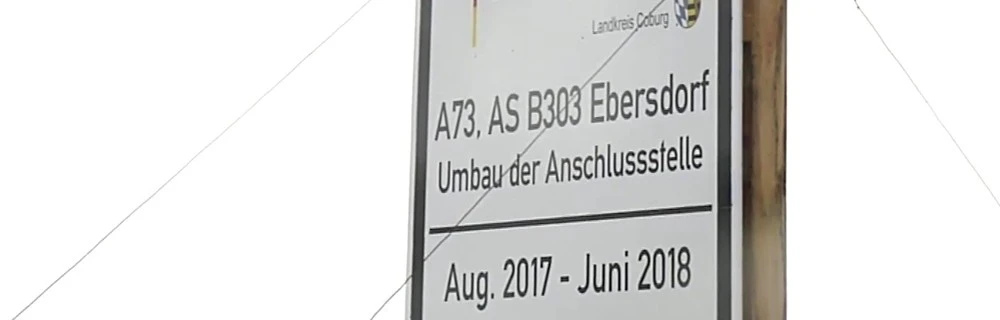 Landkreis Coburg
A73, AS B303 Ebersdorf
Umbau der Anschlussstelle
Aug. 2017 - Juni 2018